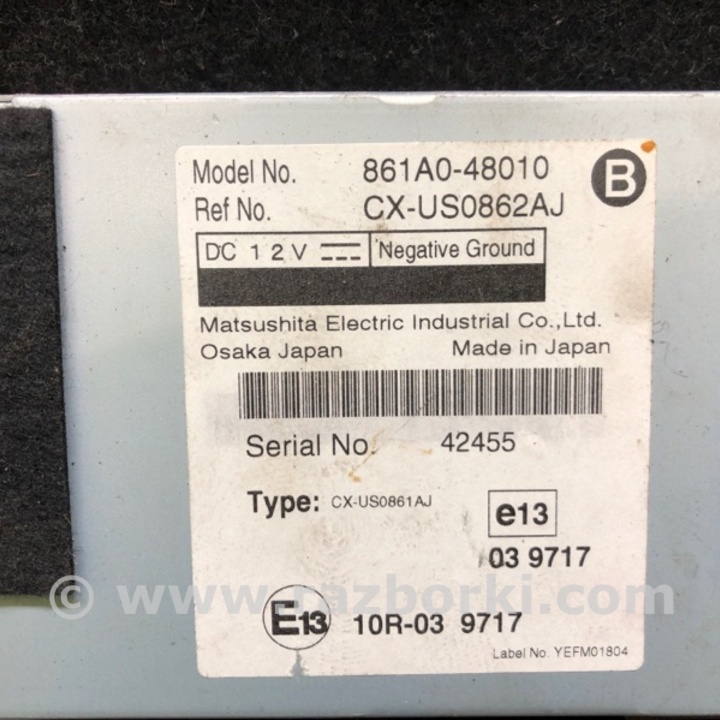 Model No. 861A0-48010 B
Ref No. CX-US0862AJ
DC 12V Negative Ground
Matsushita Electric Industrial Co.,Ltd.
Osaka Japan Made in Japan
Serial No. 42455
Type: CX-US0861AJ e13
03 9717
© www.razborki.com
E13 10R-03 9717
Label No. YEFM01804